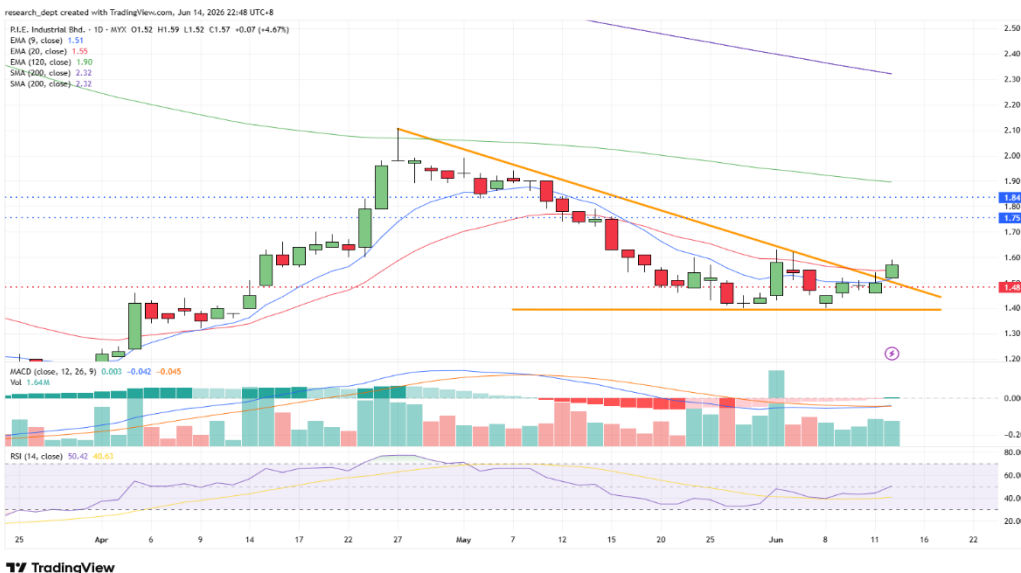 research_dept created with TradingView.com, Jun 14, 2026 22:48 UTC+8
P.I.E. Industrial Bhd. · 1D · MYX O1.52 H1.59 L1.52 C1.57 +0.07 (+4.67%)
EMA (9, close) 1.51
EMA (20, close) 1.55
EMA (120, close) 1.90
SMA (200, close) 2.32
SMA (200, close) 2.32
2.50
2.40
2.30
2.20
2.10
2.00
1.90
1.84
1.80
1.75
1.70
1.60
1.48
1.40
1.30
1.20
MACD (close, 12, 26, 9) 0.003 −0.042 −0.045
Vol 1.64M
0.00
−0.2
RSI (14, close) 50.42 40.63
80.0
60.0
40.0
20.0
25 Apr 6 9 14 17 22 27 May 7 12 15 20 25 Jun 8 11 16 22
TradingView